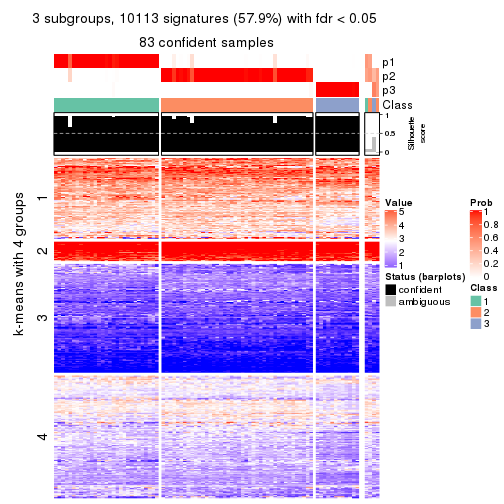 3 subgroups, 10113 signatures (57.9%) with fdr < 0.05
83 confident samples
p1
p2
p3
Class
1
0.5
0
Silhouette
score
k-means with 4 groups
1
2
3
4
Value
5
4
3
2
1
Status (barplots)
confident
ambiguous
Prob
1
0.8
0.6
0.4
0.2
0
Class
1
2
3